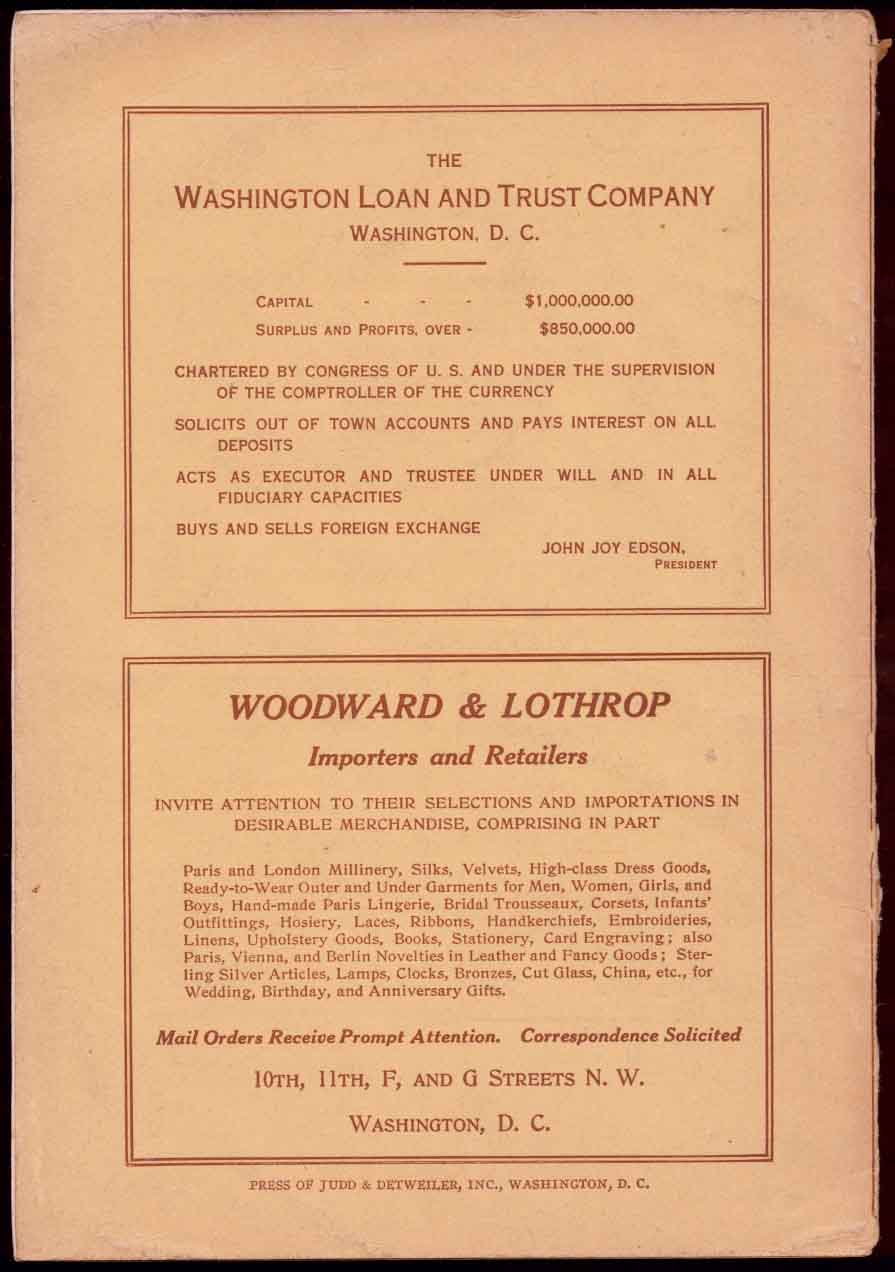 THE
WASHINGTON LOAN AND TRUST COMPANY
WASHINGTON, D. C.
CAPITAL - - - $1,000,000.00
SURPLUS AND PROFITS, OVER - $850,000.00
CHARTERED BY CONGRESS OF U. S. AND UNDER THE SUPERVISION
OF THE COMPTROLLER OF THE CURRENCY
SOLICITS OUT OF TOWN ACCOUNTS AND PAYS INTEREST ON ALL
DEPOSITS
ACTS AS EXECUTOR AND TRUSTEE UNDER WILL AND IN ALL
FIDUCIARY CAPACITIES
BUYS AND SELLS FOREIGN EXCHANGE
JOHN JOY EDSON,
PRESIDENT
WOODWARD & LOTHROP
Importers and Retailers
INVITE ATTENTION TO THEIR SELECTIONS AND IMPORTATIONS IN
DESIRABLE MERCHANDISE, COMPRISING IN PART
Paris and London Millinery, Silks, Velvets, High-class Dress Goods,
Ready-to-Wear Outer and Under Garments for Men, Women, Girls, and
Boys, Hand-made Paris Lingerie, Bridal Trousseaux, Corsets, Infants'
Outfittings, Hosiery, Laces, Ribbons, Handkerchiefs, Embroideries,
Linens, Upholstery Goods, Books, Stationery, Card Engraving; also
Paris, Vienna, and Berlin Novelties in Leather and Fancy Goods; Ster-
ling Silver Articles, Lamps, Clocks, Bronzes, Cut Glass, China, etc., for
Wedding, Birthday, and Anniversary Gifts.
Mail Orders Receive Prompt Attention. Correspondence Solicited
10TH, 11TH, F, AND G STREETS N. W.
WASHINGTON, D. C.
PRESS OF JUDD & DETWEILER, INC., WASHINGTON, D. C.